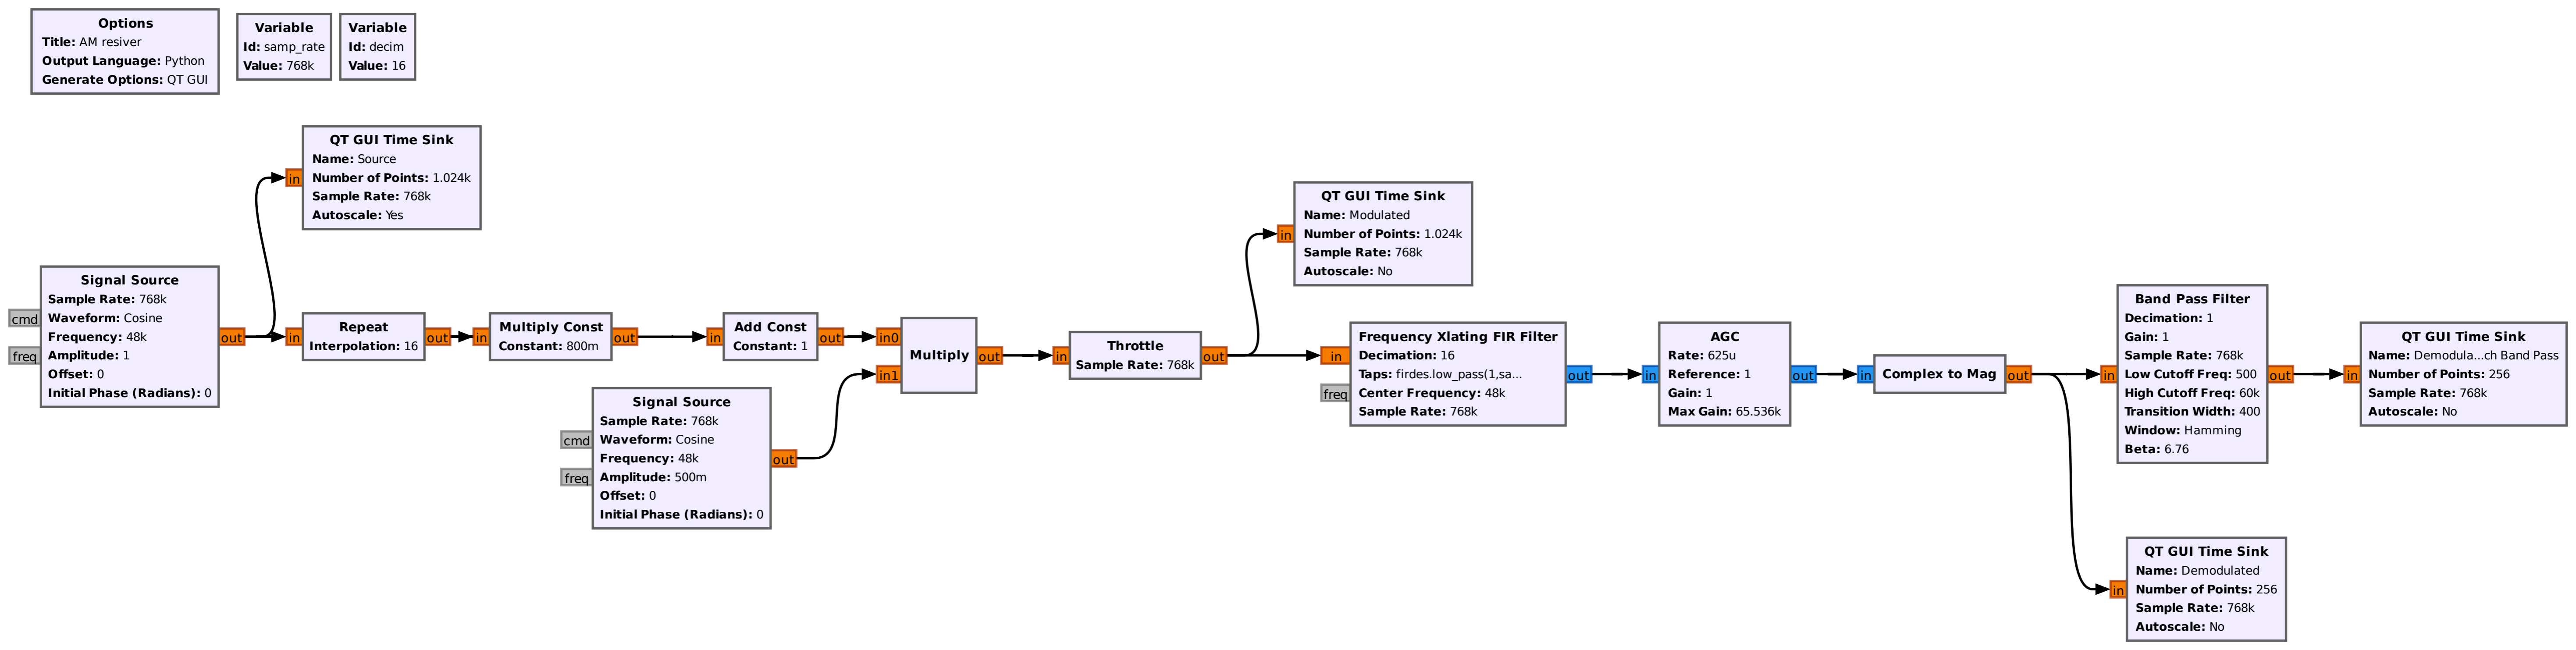 Options
Title: AM resiver
Output Language: Python
Generate Options: QT GUI
Variable
Id: samp_rate
Value: 768k
Variable
Id: decim
Value: 16
QT GUI Time Sink
Name: Source
Number of Points: 1.024k
Sample Rate: 768k
Autoscale: Yes
in
Signal Source
Sample Rate: 768k
Waveform: Cosine
Frequency: 48k
Amplitude: 1
Offset: 0
Initial Phase (Radians): 0
cmd
freq
out
Repeat
Interpolation: 16
in
out
Multiply Const
Constant: 800m
in
out
Add Const
Constant: 1
in
out
Signal Source
Sample Rate: 768k
Waveform: Cosine
Frequency: 48k
Amplitude: 500m
Offset: 0
Initial Phase (Radians): 0
cmd
freq
out
Multiply
in0
in1
out
Throttle
Sample Rate: 768k
in
out
QT GUI Time Sink
Name: Modulated
Number of Points: 1.024k
Sample Rate: 768k
Autoscale: No
in
Frequency Xlating FIR Filter
Decimation: 16
Taps: firdes.low_pass(1,sa...
Center Frequency: 48k
Sample Rate: 768k
in
freq
out
AGC
Rate: 625u
Reference: 1
Gain: 1
Max Gain: 65.536k
in
out
Complex to Mag
in
out
Band Pass Filter
Decimation: 1
Gain: 1
Sample Rate: 768k
Low Cutoff Freq: 500
High Cutoff Freq: 60k
Transition Width: 400
Window: Hamming
Beta: 6.76
in
out
QT GUI Time Sink
Name: Demodula...ch Band Pass
Number of Points: 256
Sample Rate: 768k
Autoscale: No
in
QT GUI Time Sink
Name: Demodulated
Number of Points: 256
Sample Rate: 768k
Autoscale: No
in